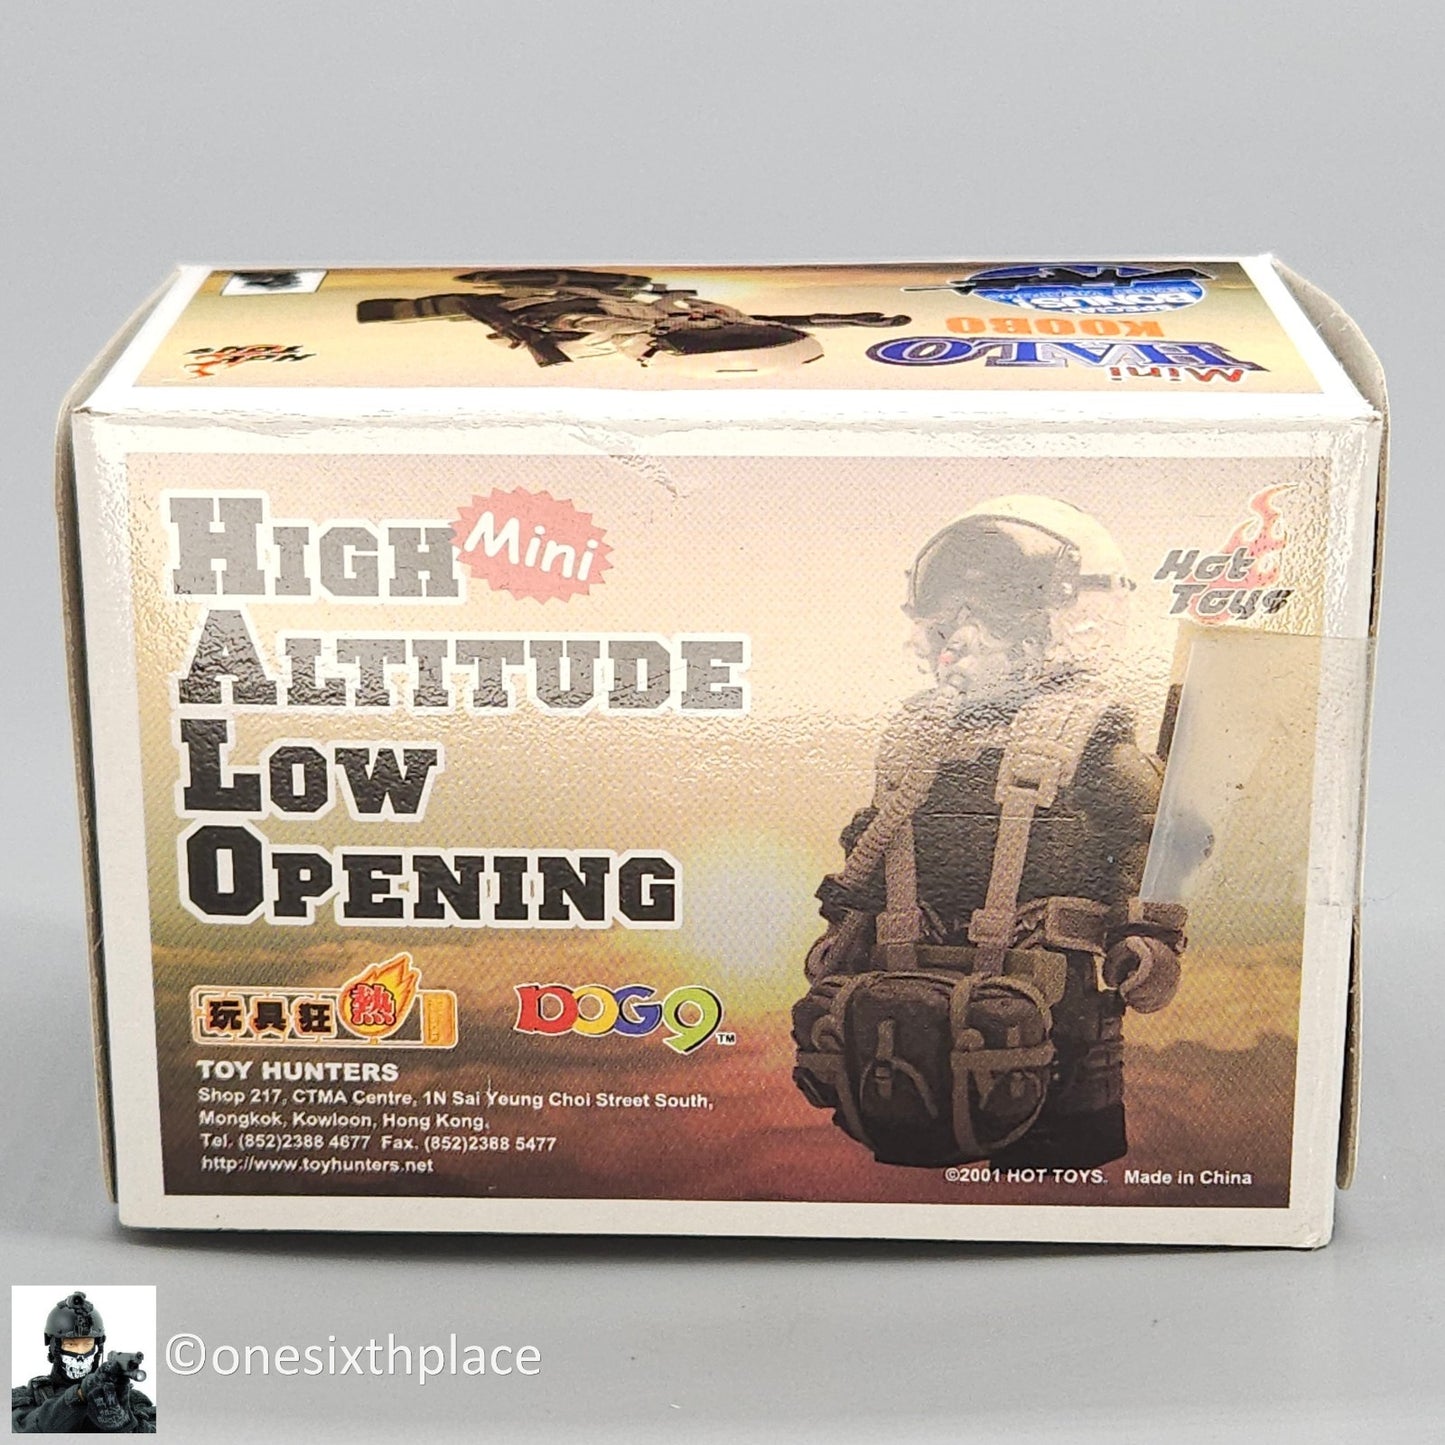 Mini
HALO
KOOBO
Special
BONUS!
Hot
Toys
High
Mini
Altitude
Low
Opening
Hot
Toys
玩具狂熱
DOG9™
TOY HUNTERS
Shop 217, CTMA Centre, 1N Sai Yeung Choi Street South,
Mongkok, Kowloon, Hong Kong.
Tel. (852)2388 4677 Fax. (852)2388 5477
http://www.toyhunters.net
©2001 HOT TOYS. Made in China
©onesixthplace